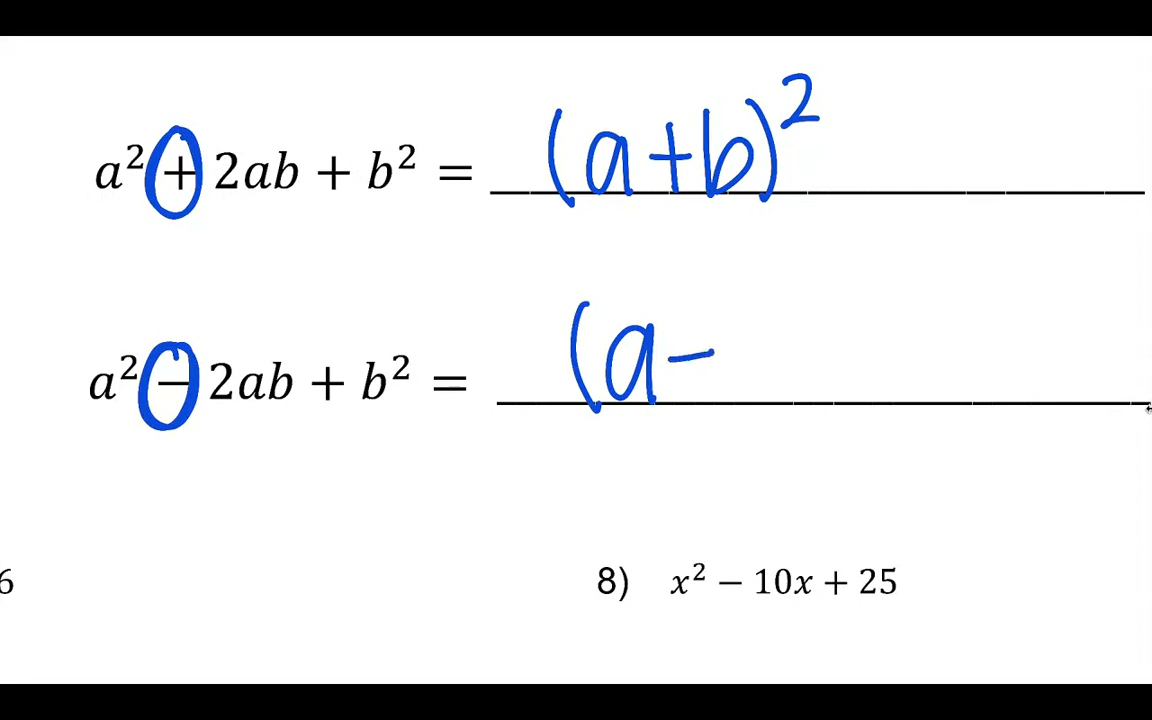 a² + 2ab + b² = (a+b)²
a² − 2ab + b² = (a−
6
8) x² − 10x + 25